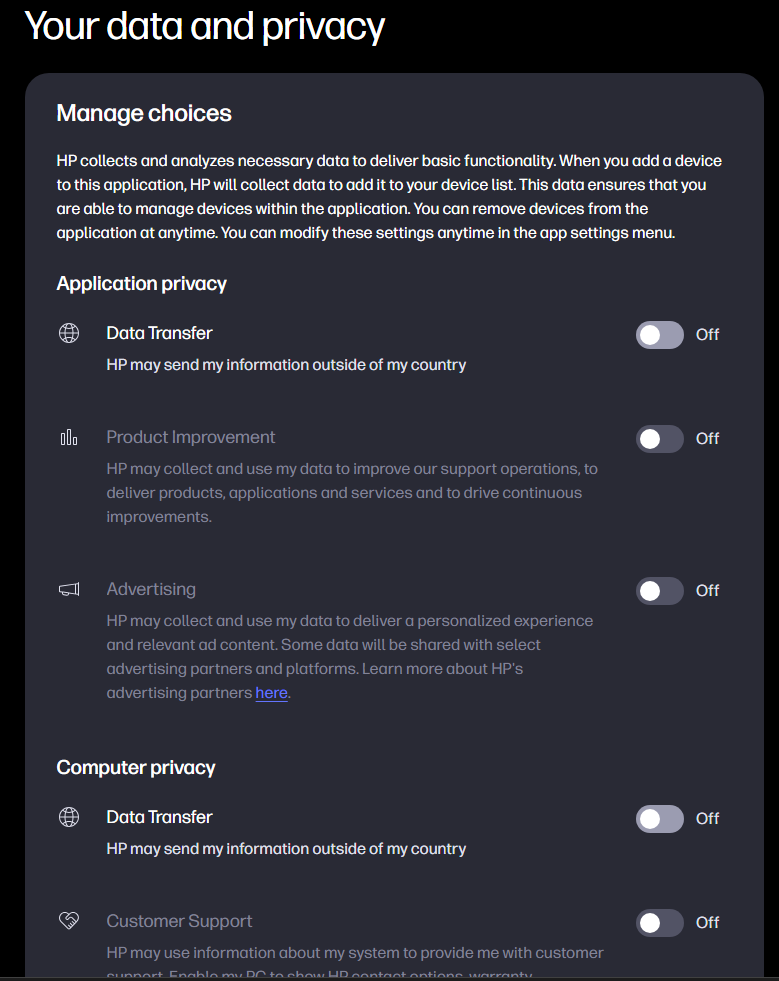 Your data and privacy
Manage choices
HP collects and analyzes necessary data to deliver basic functionality. When you add a device
to this application, HP will collect data to add it to your device list. This data ensures that you
are able to manage devices within the application. You can remove devices from the
application at anytime. You can modify these settings anytime in the app settings menu.
Application privacy
Data Transfer
Off
HP may send my information outside of my country
Product Improvement
Off
HP may collect and use my data to improve our support operations, to
deliver products, applications and services and to drive continuous
improvements.
Advertising
Off
HP may collect and use my data to deliver a personalized experience
and relevant ad content. Some data will be shared with select
advertising partners and platforms. Learn more about HP's
advertising partners here.
Computer privacy
Data Transfer
Off
HP may send my information outside of my country
Customer Support
Off
HP may use information about my system to provide me with customer
support. Enable my PC to show HP contact options, warranty